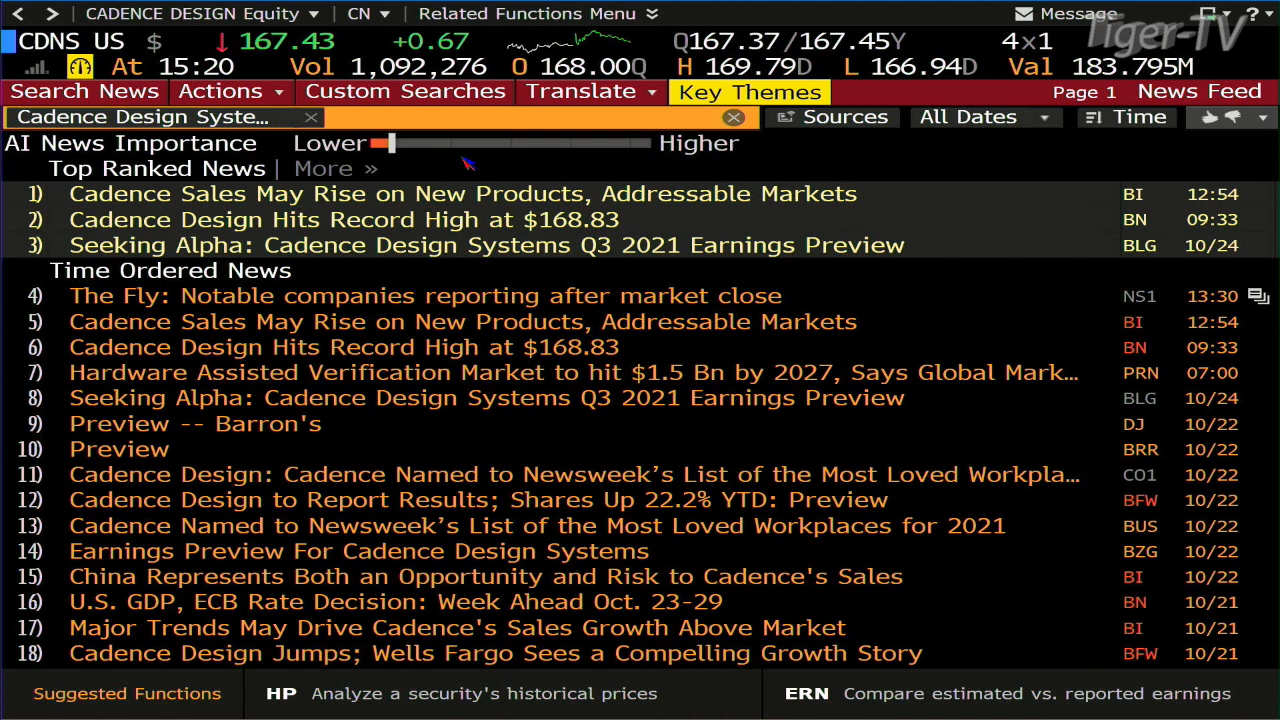 CADENCE DESIGN Equity CN Related Functions Menu Message ?
Tiger-TV
CDNS US $ ↓ 167.43 +0.67 Q167.37/167.45Y 4×1
At 15:20 Vol 1,092,276 O 168.00Q H 169.79D L 166.94D Val 183.795M
Search News Actions Custom Searches Translate Key Themes Page 1 News Feed
Cadence Design Syste... × Sources All Dates Time
AI News Importance Lower Higher
Top Ranked News More »
1) Cadence Sales May Rise on New Products, Addressable Markets BI 12:54
2) Cadence Design Hits Record High at $168.83 BN 09:33
3) Seeking Alpha: Cadence Design Systems Q3 2021 Earnings Preview BLG 10/24
Time Ordered News
4) The Fly: Notable companies reporting after market close NS1 13:30
5) Cadence Sales May Rise on New Products, Addressable Markets BI 12:54
6) Cadence Design Hits Record High at $168.83 BN 09:33
7) Hardware Assisted Verification Market to hit $1.5 Bn by 2027, Says Global Mark... PRN 07:00
8) Seeking Alpha: Cadence Design Systems Q3 2021 Earnings Preview BLG 10/24
9) Preview -- Barron's DJ 10/22
10) Preview BRR 10/22
11) Cadence Design: Cadence Named to Newsweek’s List of the Most Loved Workpla... CO1 10/22
12) Cadence Design to Report Results; Shares Up 22.2% YTD: Preview BFW 10/22
13) Cadence Named to Newsweek’s List of the Most Loved Workplaces for 2021 BUS 10/22
14) Earnings Preview For Cadence Design Systems BZG 10/22
15) China Represents Both an Opportunity and Risk to Cadence's Sales BI 10/22
16) U.S. GDP, ECB Rate Decision: Week Ahead Oct. 23-29 BN 10/21
17) Major Trends May Drive Cadence's Sales Growth Above Market BI 10/21
18) Cadence Design Jumps; Wells Fargo Sees a Compelling Growth Story BFW 10/21
Suggested Functions HP Analyze a security's historical prices ERN Compare estimated vs. reported earnings